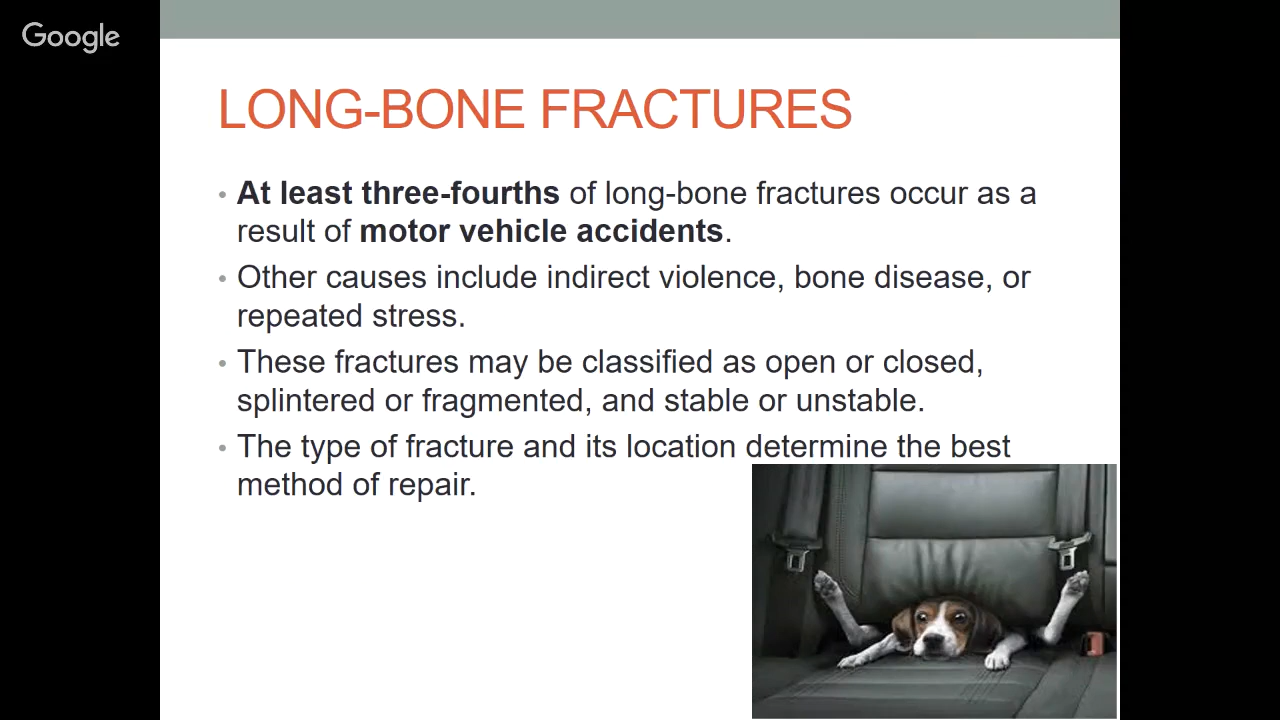 Google
LONG-BONE FRACTURES
• At least three-fourths of long-bone fractures occur as a
result of motor vehicle accidents.
• Other causes include indirect violence, bone disease, or
repeated stress.
• These fractures may be classified as open or closed,
splintered or fragmented, and stable or unstable.
• The type of fracture and its location determine the best
method of repair.